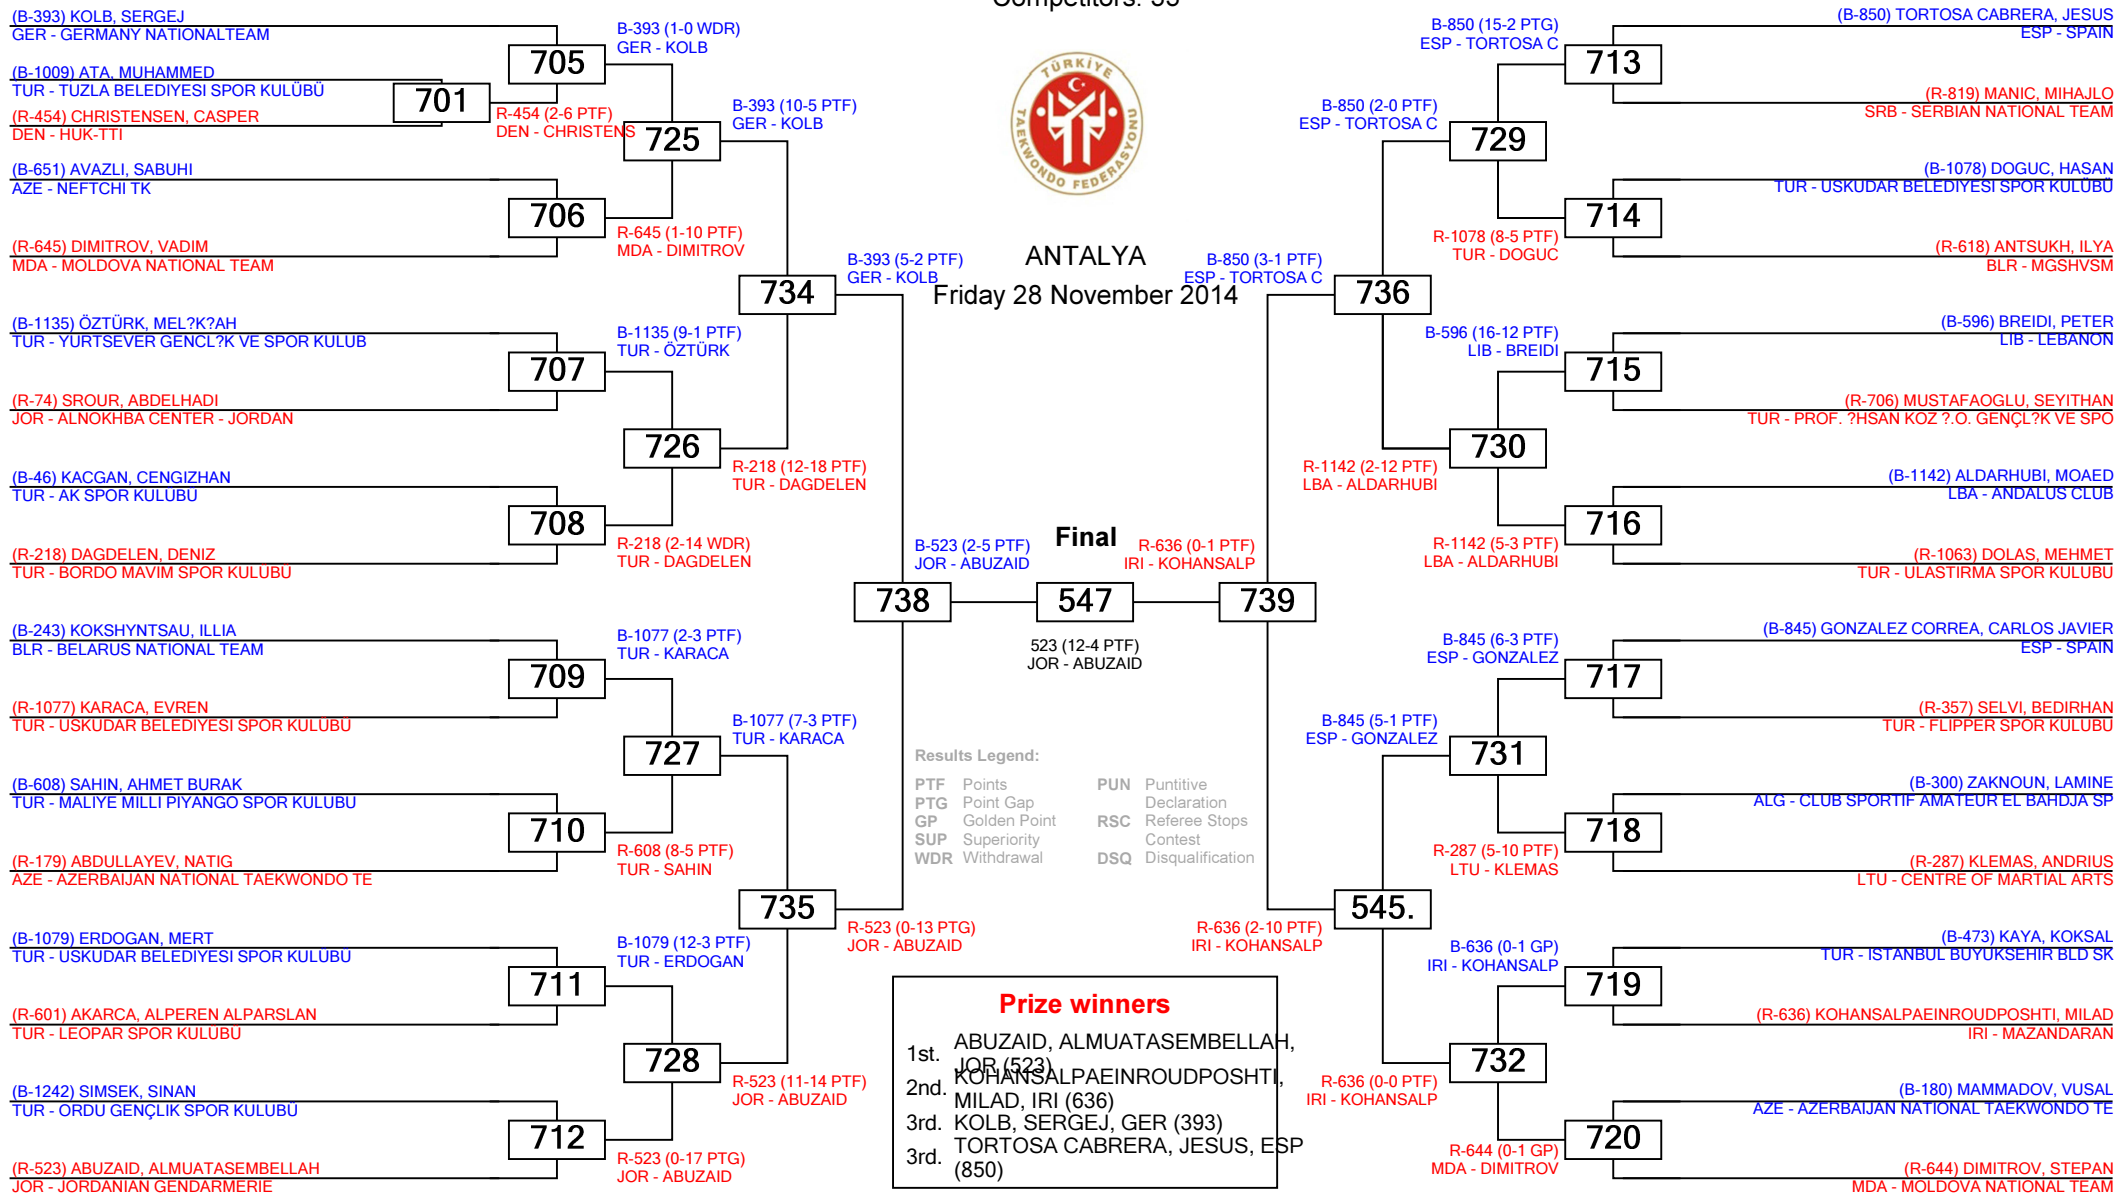 Competitors: 33
(B-393) KOLB, SERGEJ
GER - GERMANY NATIONALTEAM
(B-1009) ATA, MUHAMMED
TUR - TUZLA BELEDİYESI SPOR KULÜBÜ
(R-454) CHRISTENSEN, CASPER
DEN - HUK-TTI
(B-651) AVAZLI, SABUHI
AZE - NEFTCHI TK
(R-645) DIMITROV, VADIM
MDA - MOLDOVA NATIONAL TEAM
(B-1135) ÖZTÜRK, MEL?K?AH
TUR - YURTSEVER GENCL?K VE SPOR KULUB
(R-74) SROUR, ABDELHADI
JOR - ALNOKHBA CENTER - JORDAN
(B-46) KACGAN, CENGIZHAN
TUR - AK SPOR KULUBU
(R-218) DAGDELEN, DENIZ
TUR - BORDO MAVIM SPOR KULÜBÜ
(B-243) KOKSHYNTSAU, ILLIA
BLR - BELARUS NATIONAL TEAM
(R-1077) KARACA, EVREN
TUR - USKUDAR BELEDIYESI SPOR KULÜBÜ
(B-608) SAHIN, AHMET BURAK
TUR - MALIYE MILLI PIYANGO SPOR KULUBU
(R-179) ABDULLAYEV, NATIG
AZE - AZERBAIJAN NATIONAL TAEKWONDO TE
(B-1079) ERDOGAN, MERT
TUR - USKUDAR BELEDIYESI SPOR KULÜBÜ
(R-601) AKARCA, ALPEREN ALPARSLAN
TUR - LEOPAR SPOR KULUBU
(B-1242) SIMSEK, SINAN
TUR - ORDU GENÇLIK SPOR KULÜBÜ
(R-523) ABUZAID, ALMUATASEMBELLAH
JOR - JORDANIAN GENDARMERIE
701
R-454 (2-6 PTF)
DEN - CHRISTENS
705
B-393 (1-0 WDR)
GER - KOLB
706
R-645 (1-10 PTF)
MDA - DIMITROV
707
B-1135 (9-1 PTF)
TUR - ÖZTÜRK
708
R-218 (2-14 WDR)
TUR - DAGDELEN
709
B-1077 (2-3 PTF)
TUR - KARACA
710
R-608 (8-5 PTF)
TUR - SAHIN
711
B-1079 (12-3 PTF)
TUR - ERDOGAN
712
R-523 (0-17 PTG)
JOR - ABUZAID
725
B-393 (10-5 PTF)
GER - KOLB
726
R-218 (12-18 PTF)
TUR - DAGDELEN
727
B-1077 (7-3 PTF)
TUR - KARACA
728
R-523 (11-14 PTF)
JOR - ABUZAID
734
B-393 (5-2 PTF)
GER - KOLB
735
R-523 (0-13 PTG)
JOR - ABUZAID
738
B-523 (2-5 PTF)
JOR - ABUZAID
TÜRKİYE
TAEKWONDO FEDERASYONU
ANTALYA
Friday 28 November 2014
Final
547
523 (12-4 PTF)
JOR - ABUZAID
R-636 (0-1 PTF)
IRI - KOHANSALP
739
B-850 (3-1 PTF)
ESP - TORTOSA C
736
R-636 (2-10 PTF)
IRI - KOHANSALP
545.
B-850 (2-0 PTF)
ESP - TORTOSA C
729
R-1142 (2-12 PTF)
LBA - ALDARHUBI
730
B-845 (5-1 PTF)
ESP - GONZALEZ
731
R-636 (0-0 PTF)
IRI - KOHANSALP
732
B-850 (15-2 PTG)
ESP - TORTOSA C
713
R-1078 (8-5 PTF)
TUR - DOGUC
714
B-596 (16-12 PTF)
LIB - BREIDI
715
R-1142 (5-3 PTF)
LBA - ALDARHUBI
716
B-845 (6-3 PTF)
ESP - GONZALEZ
717
R-287 (5-10 PTF)
LTU - KLEMAS
718
B-636 (0-1 GP)
IRI - KOHANSALP
719
R-644 (0-1 GP)
MDA - DIMITROV
720
(B-850) TORTOSA CABRERA, JESUS
ESP - SPAIN
(R-819) MANIC, MIHAJLO
SRB - SERBIAN NATIONAL TEAM
(B-1078) DOGUC, HASAN
TUR - USKUDAR BELEDIYESI SPOR KULÜBÜ
(R-618) ANTSUKH, ILYA
BLR - MGSHVSM
(B-596) BREIDI, PETER
LIB - LEBANON
(R-706) MUSTAFAOGLU, SEYITHAN
TUR - PROF. ?HSAN KOZ ?.O. GENÇL?K VE SPO
(B-1142) ALDARHUBI, MOAED
LBA - ANDALUS CLUB
(R-1063) DOLAS, MEHMET
TUR - ULASTIRMA SPOR KULUBU
(B-845) GONZALEZ CORREA, CARLOS JAVIER
ESP - SPAIN
(R-357) SELVI, BEDIRHAN
TUR - FLIPPER SPOR KULUBU
(B-300) ZAKNOUN, LAMINE
ALG - CLUB SPORTIF AMATEUR EL BAHDJA SP
(R-287) KLEMAS, ANDRIUS
LTU - CENTRE OF MARTIAL ARTS
(B-473) KAYA, KOKSAL
TUR - ISTANBUL BUYUKSEHIR BLD SK
(R-636) KOHANSALPAEINROUDPOSHTI, MILAD
IRI - MAZANDARAN
(B-180) MAMMADOV, VUSAL
AZE - AZERBAIJAN NATIONAL TAEKWONDO TE
(R-644) DIMITROV, STEPAN
MDA - MOLDOVA NATIONAL TEAM
Results Legend:
PTF Points
PTG Point Gap
GP Golden Point
SUP Superiority
WDR Withdrawal
PUN Puntitive
Declaration
RSC Referee Stops
Contest
DSQ Disqualification
Prize winners
1st. ABUZAID, ALMUATASEMBELLAH,
JOR (523)
2nd. KOHANSALPAEINROUDPOSHTI,
MILAD, IRI (636)
3rd. KOLB, SERGEJ, GER (393)
3rd. TORTOSA CABRERA, JESUS, ESP
(850)